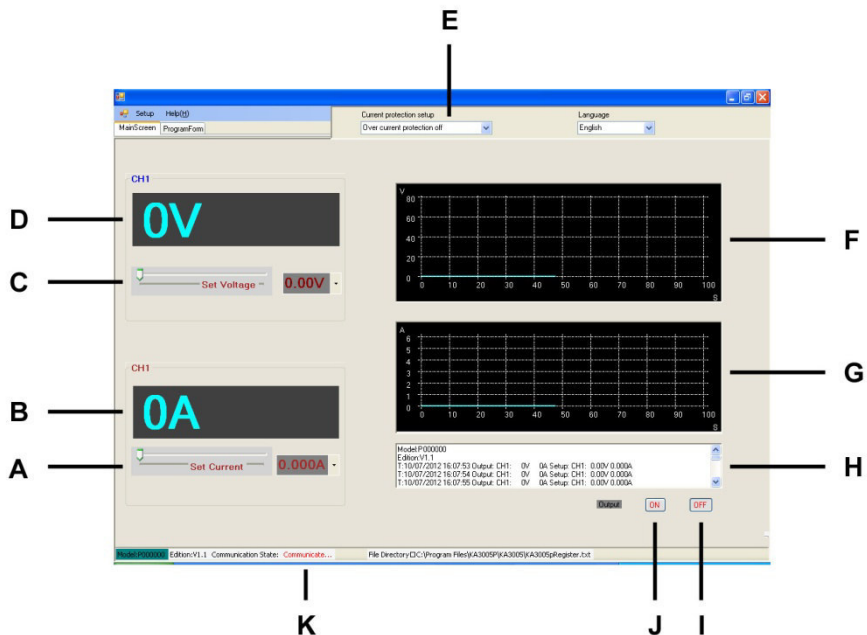 E
Setup Help(H)
Current protection setup
Language
MainScreen ProgramForm
Over current protection off
English
CH1
0V
D
C
Set Voltage
0.00V
V
80
60
40
20
0
0 10 20 30 40 50 60 70 80 90 100
S
F
CH1
0A
B
A
Set Current
0.000A
A
6
5
4
3
2
1
0
0 10 20 30 40 50 60 70 80 90 100
S
G
Model:P000000
Edition:V1.1
T:10/07/2012 16:07:53 Output: CH1: 0V 0A Setup: CH1: 0.00V 0.000A
T:10/07/2012 16:07:54 Output: CH1: 0V 0A Setup: CH1: 0.00V 0.000A
T:10/07/2012 16:07:55 Output: CH1: 0V 0A Setup: CH1: 0.00V 0.000A
H
Output ON OFF
Model:P000000 Edition:V1.1 Communication State: Communicate...
File Directory□C:\Program Files\KA3005P\KA3005\KA3005pRegister.txt
K
J
I